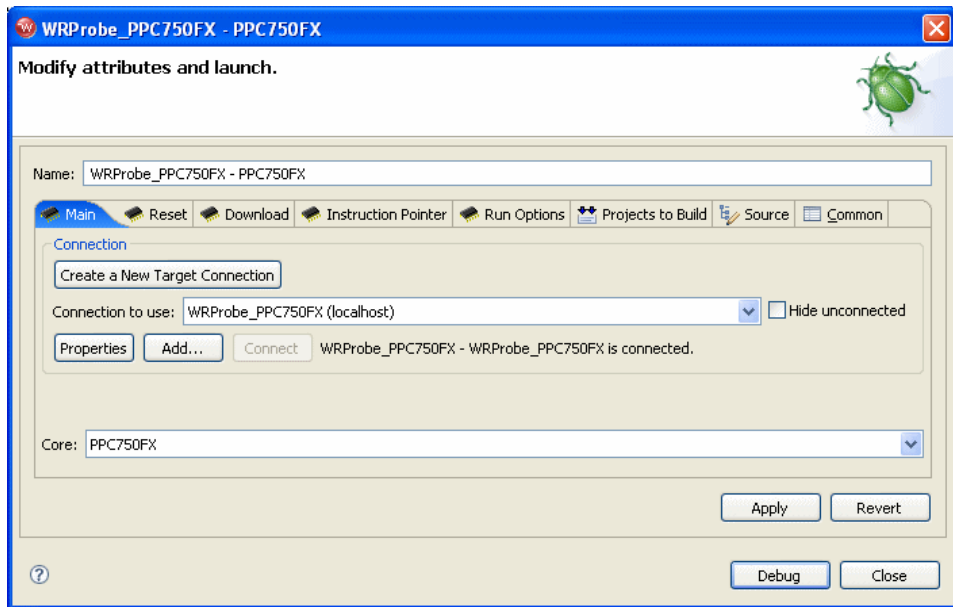 WRProbe_PPC750FX - PPC750FX
Modify attributes and launch.
Name: WRProbe_PPC750FX - PPC750FX
Main Reset Download Instruction Pointer Run Options Projects to Build Source Common
Connection
Create a New Target Connection
Connection to use: WRProbe_PPC750FX (localhost) Hide unconnected
Properties Add... Connect WRProbe_PPC750FX - WRProbe_PPC750FX is connected.
Core: PPC750FX
Apply Revert
? Debug Close